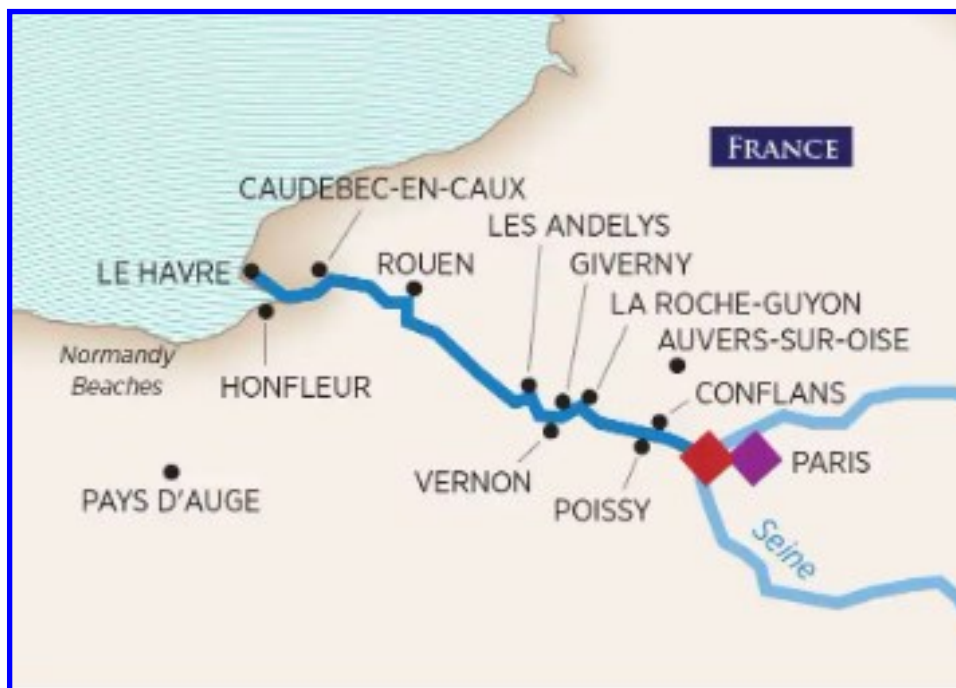 FRANCE
CAUDEBEC-EN-CAUX
LES ANDELYS
LE HAVRE
ROUEN
GIVERNY
LA ROCHE-GUYON
AUVERS-SUR-OISE
Normandy
Beaches
HONFLEUR
CONFLANS
VERNON
PARIS
PAYS D'AUGE
POISSY
Seine